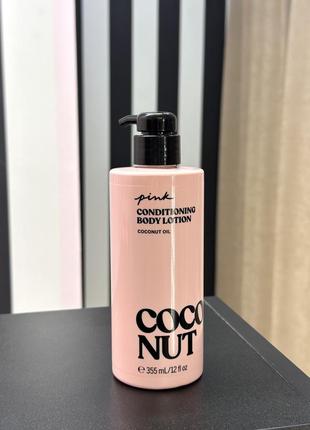 pink
CONDITIONING
BODY LOTION
COCONUT OIL
COCO
NUT
℮ 355 mL/12 fl oz